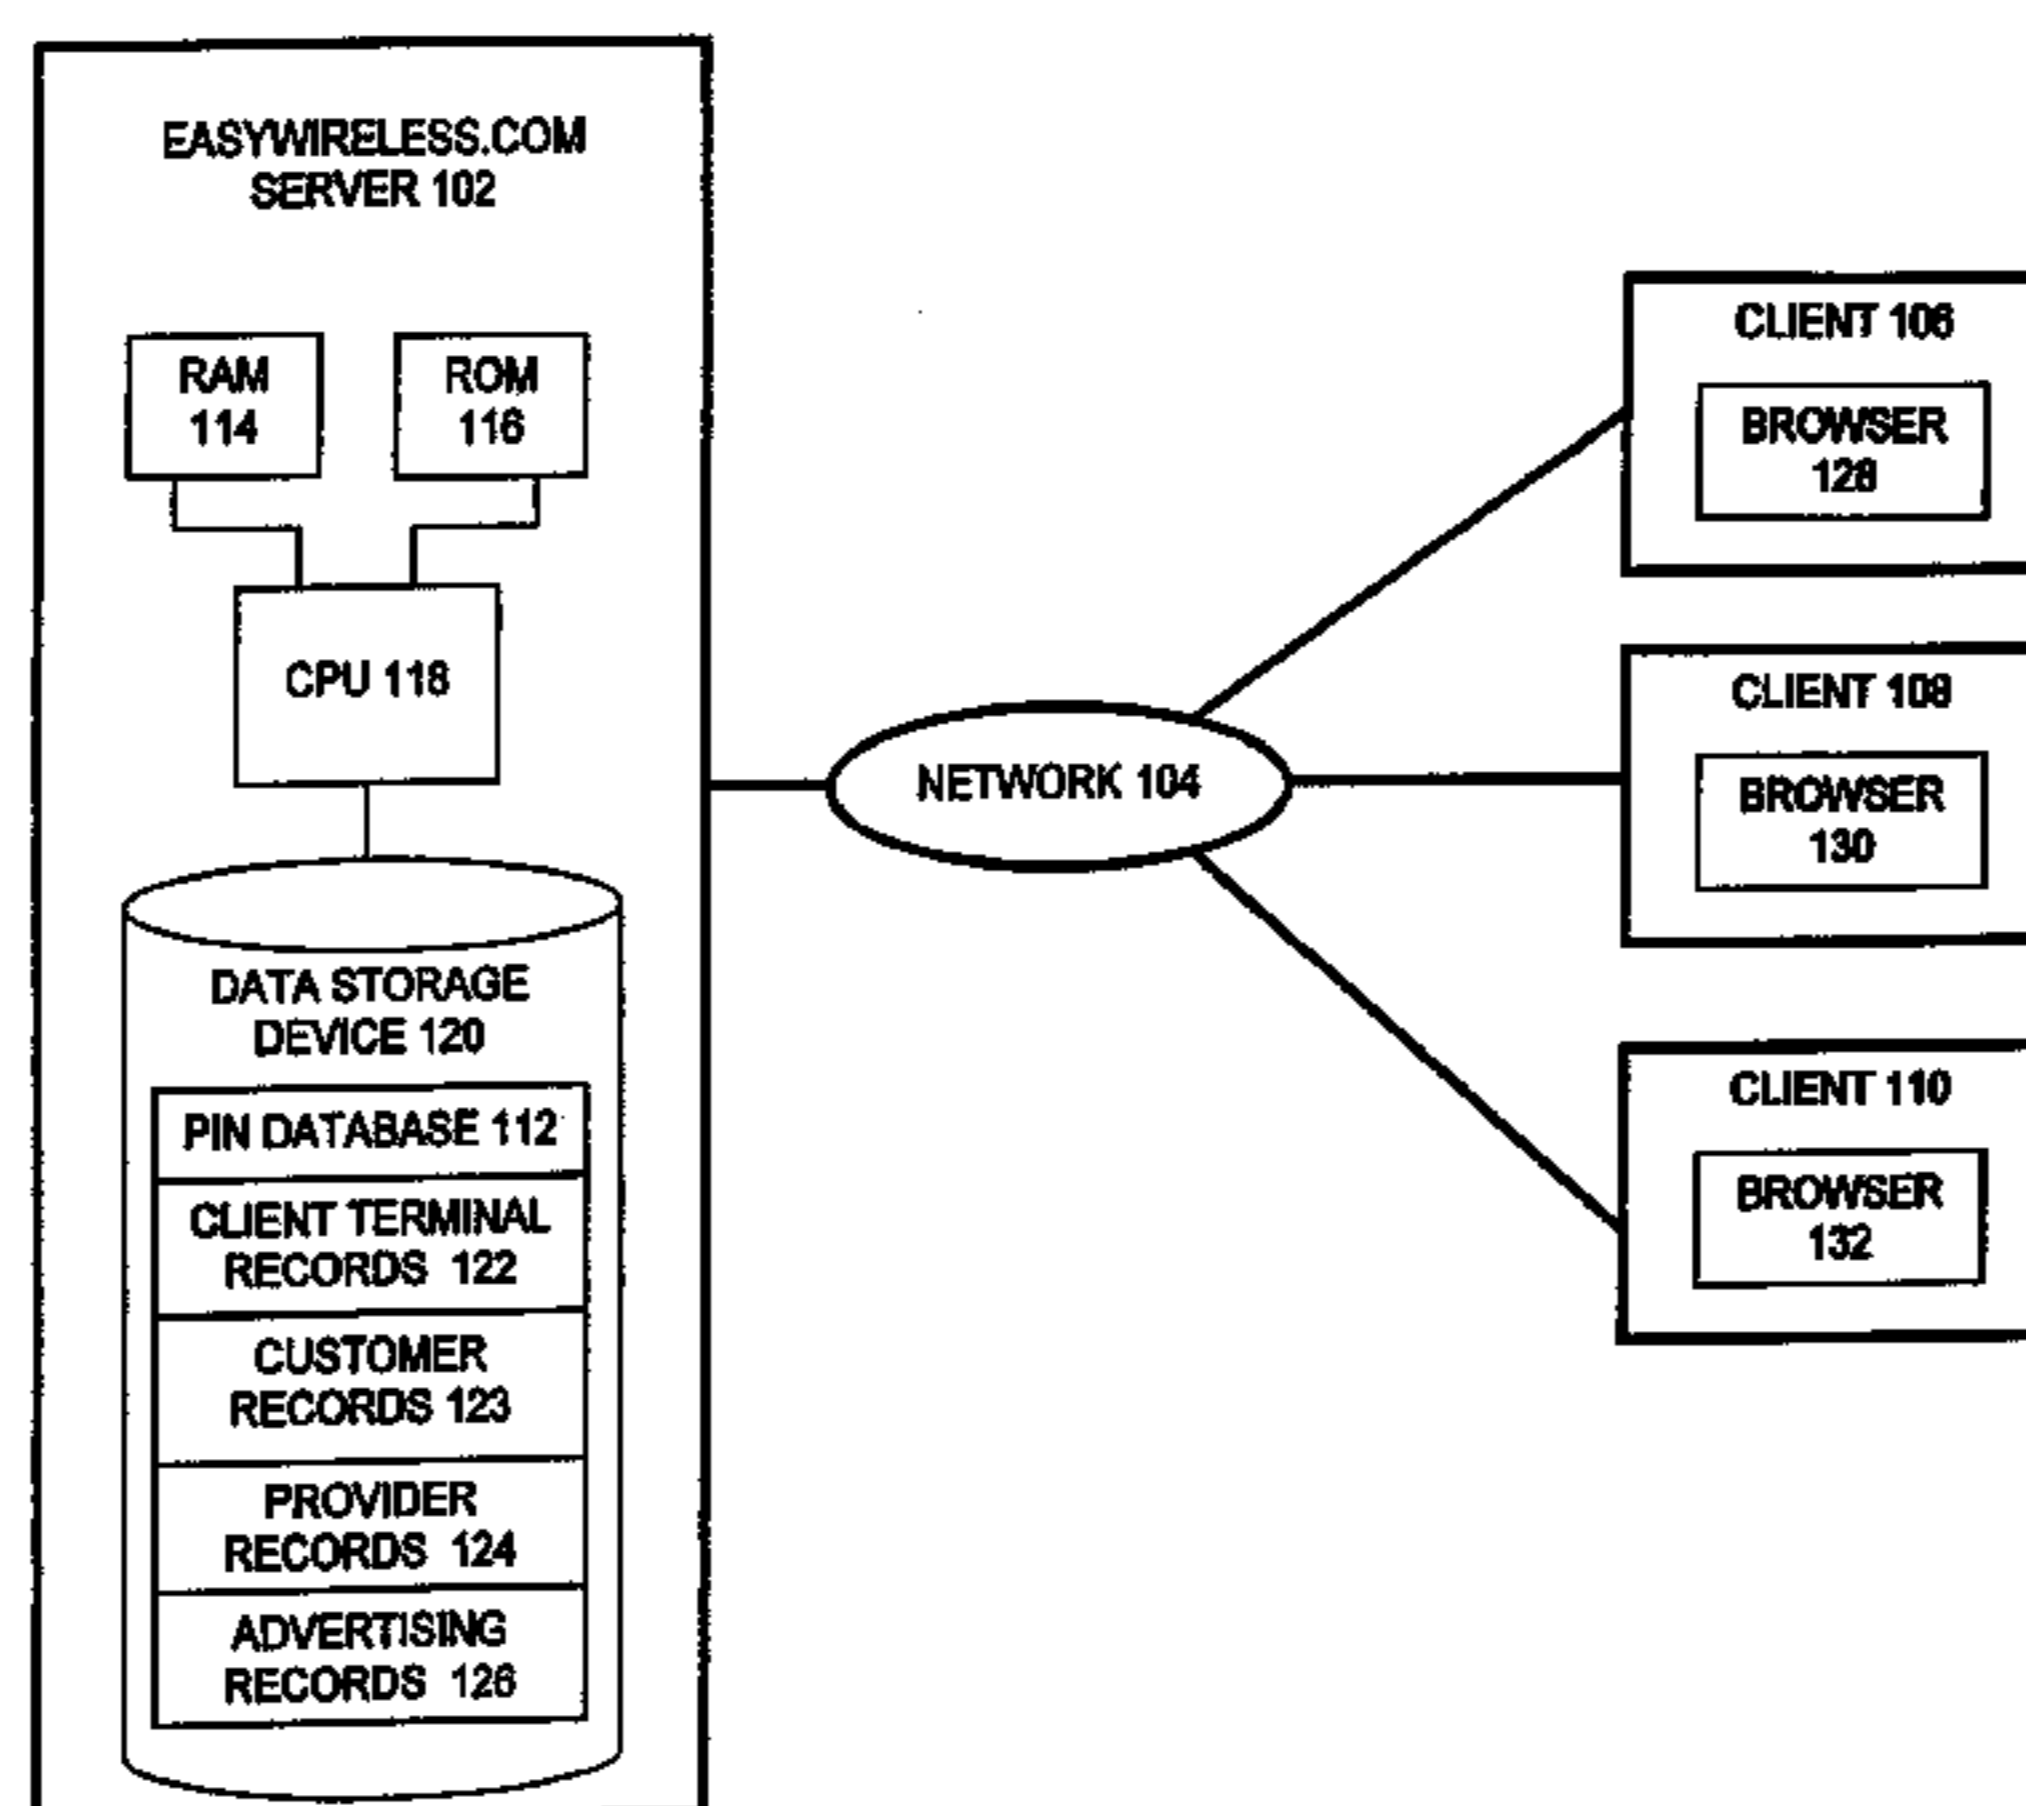 EASYWIRELESS.COM
SERVER 102
RAM
114
ROM
116
CPU 118
DATA STORAGE
DEVICE 120
PIN DATABASE 112
CLIENT TERMINAL
RECORDS 122
CUSTOMER
RECORDS 123
PROVIDER
RECORDS 124
ADVERTISING
RECORDS 126
NETWORK 104
CLIENT 106
BROWSER
128
CLIENT 108
BROWSER
130
CLIENT 110
BROWSER
132